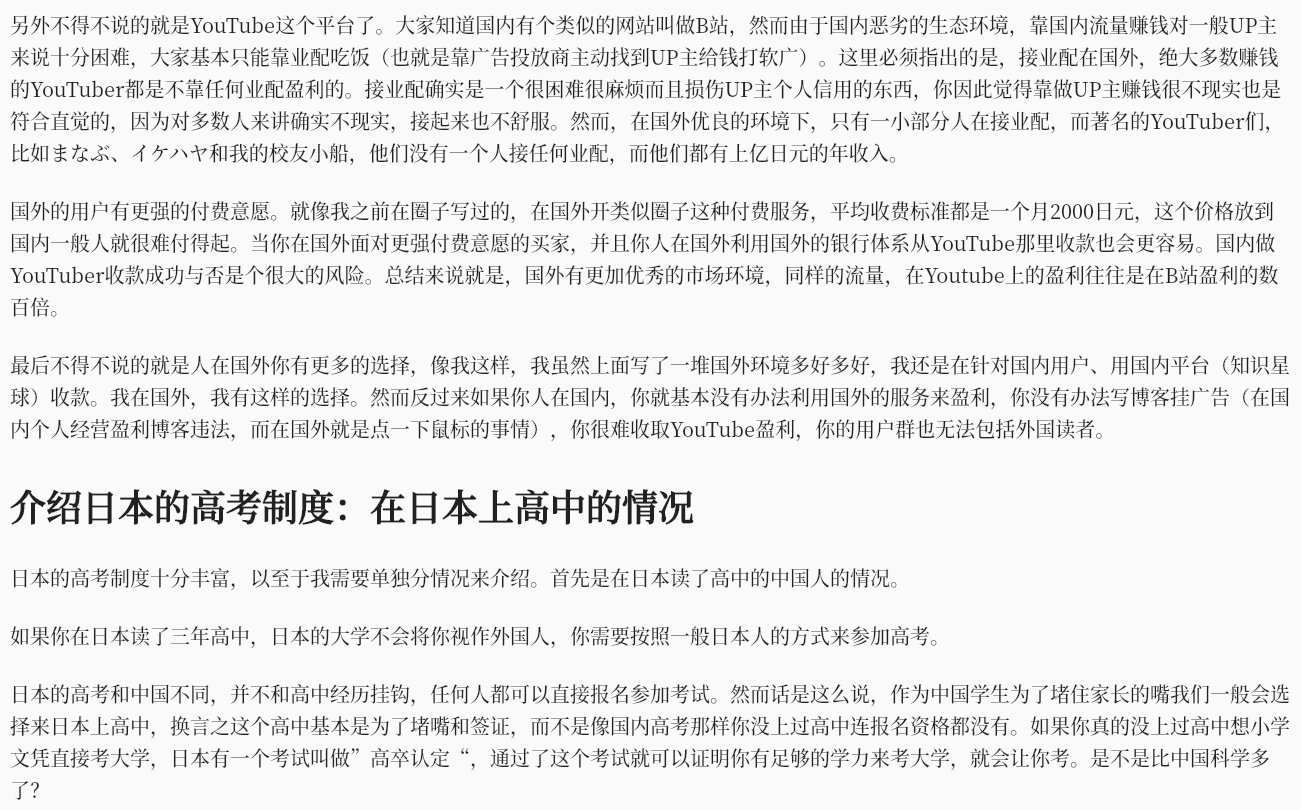 另外不得不说的就是YouTube这个平台了。大家知道国内有个类似的网站叫做B站，然而由于国内恶劣的生态环境，靠国内流量赚钱对一般UP主
来说十分困难，大家基本只能靠业配吃饭（也就是靠广告投放商主动找到UP主给钱打软广）。这里必须指出的是，接业配在国外，绝大多数赚钱
的YouTuber都是不靠任何业配盈利的。接业配确实是一个很困难很麻烦而且损伤UP主个人信用的东西，你因此觉得靠做UP主赚钱很不现实也是
符合直觉的，因为对多数人来讲确实不现实，接起来也不舒服。然而，在国外优良的环境下，只有一小部分人在接业配，而著名的YouTuber们，
比如まなぶ、イケハヤ和我的校友小船，他们没有一个人接任何业配，而他们都有上亿日元的年收入。
国外的用户有更强的付费意愿。就像我之前在圈子写过的，在国外开类似圈子这种付费服务，平均收费标准都是一个月2000日元，这个价格放到
国内一般人就很难付得起。当你在国外面对更强付费意愿的买家，并且你人在国外利用国外的银行体系从YouTube那里收款也会更容易。国内做
YouTuber收款成功与否是个很大的风险。总结来说就是，国外有更加优秀的市场环境，同样的流量，在Youtube上的盈利往往是在B站盈利的数
百倍。
最后不得不说的就是人在国外你有更多的选择，像我这样，我虽然上面写了一堆国外环境多好多好，我还是在针对国内用户、用国内平台（知识星
球）收款。我在国外，我有这样的选择。然而反过来如果你人在国内，你就基本没有办法利用国外的服务来盈利，你没有办法写博客挂广告（在国
内个人经营盈利博客违法，而在国外就是点一下鼠标的事情），你很难收取YouTube盈利，你的用户群也无法包括外国读者。
介绍日本的高考制度：在日本上高中的情况
日本的高考制度十分丰富，以至于我需要单独分情况来介绍。首先是在日本读了高中的中国人的情况。
如果你在日本读了三年高中，日本的大学不会将你视作外国人，你需要按照一般日本人的方式来参加高考。
日本的高考和中国不同，并不和高中经历挂钩，任何人都可以直接报名参加考试。然而话是这么说，作为中国学生为了堵住家长的嘴我们一般会选
择来日本上高中，换言之这个高中基本是为了堵嘴和签证，而不是像国内高考那样你没上过高中连报名资格都没有。如果你真的没上过高中想小学
文凭直接考大学，日本有一个考试叫做”高卒认定“，通过了这个考试就可以证明你有足够的学力来考大学，就会让你考。是不是比中国科学多
了？